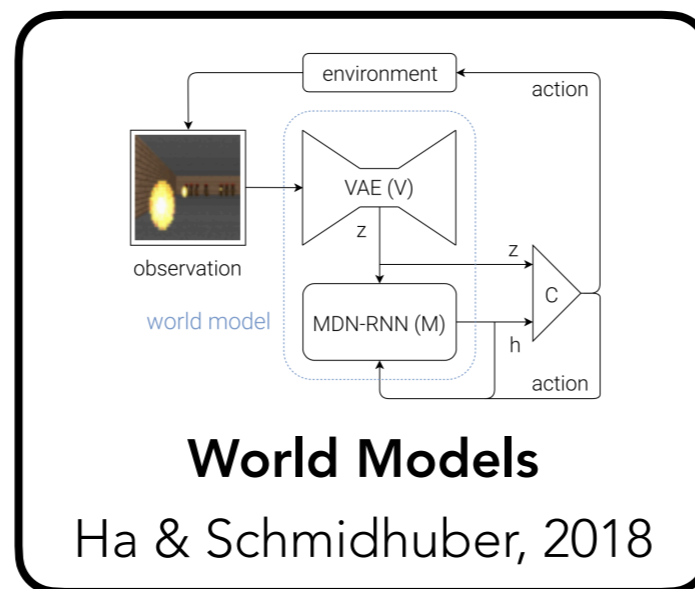 environment
action
VAE (V)
z
z
observation
C
world model
MDN-RNN (M)
h
action
World Models
Ha & Schmidhuber, 2018